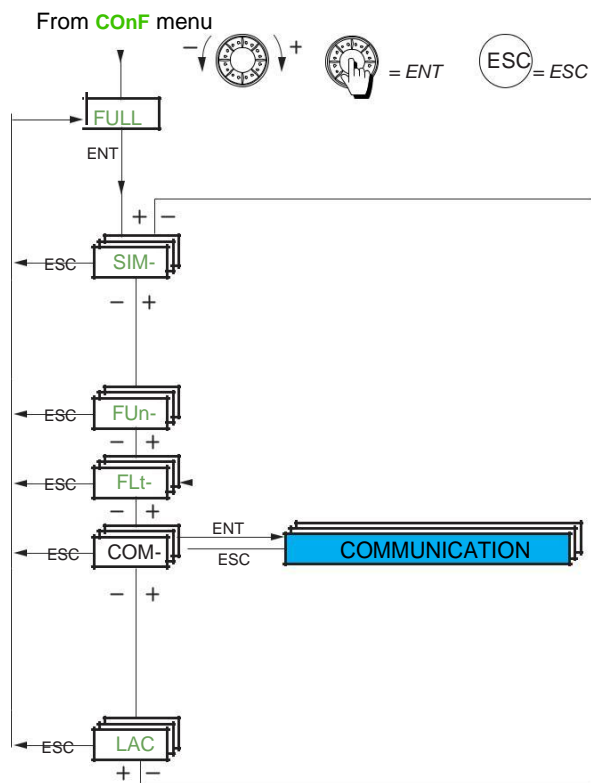 From COnF menu
− + = ENT ESC = ESC
FULL
ENT
+ −
ESC SIM-
− +
ESC FUn-
− +
ESC FLt-
− +
ESC COM- ENT COMMUNICATION
ESC
− +
ESC LAC
+ −